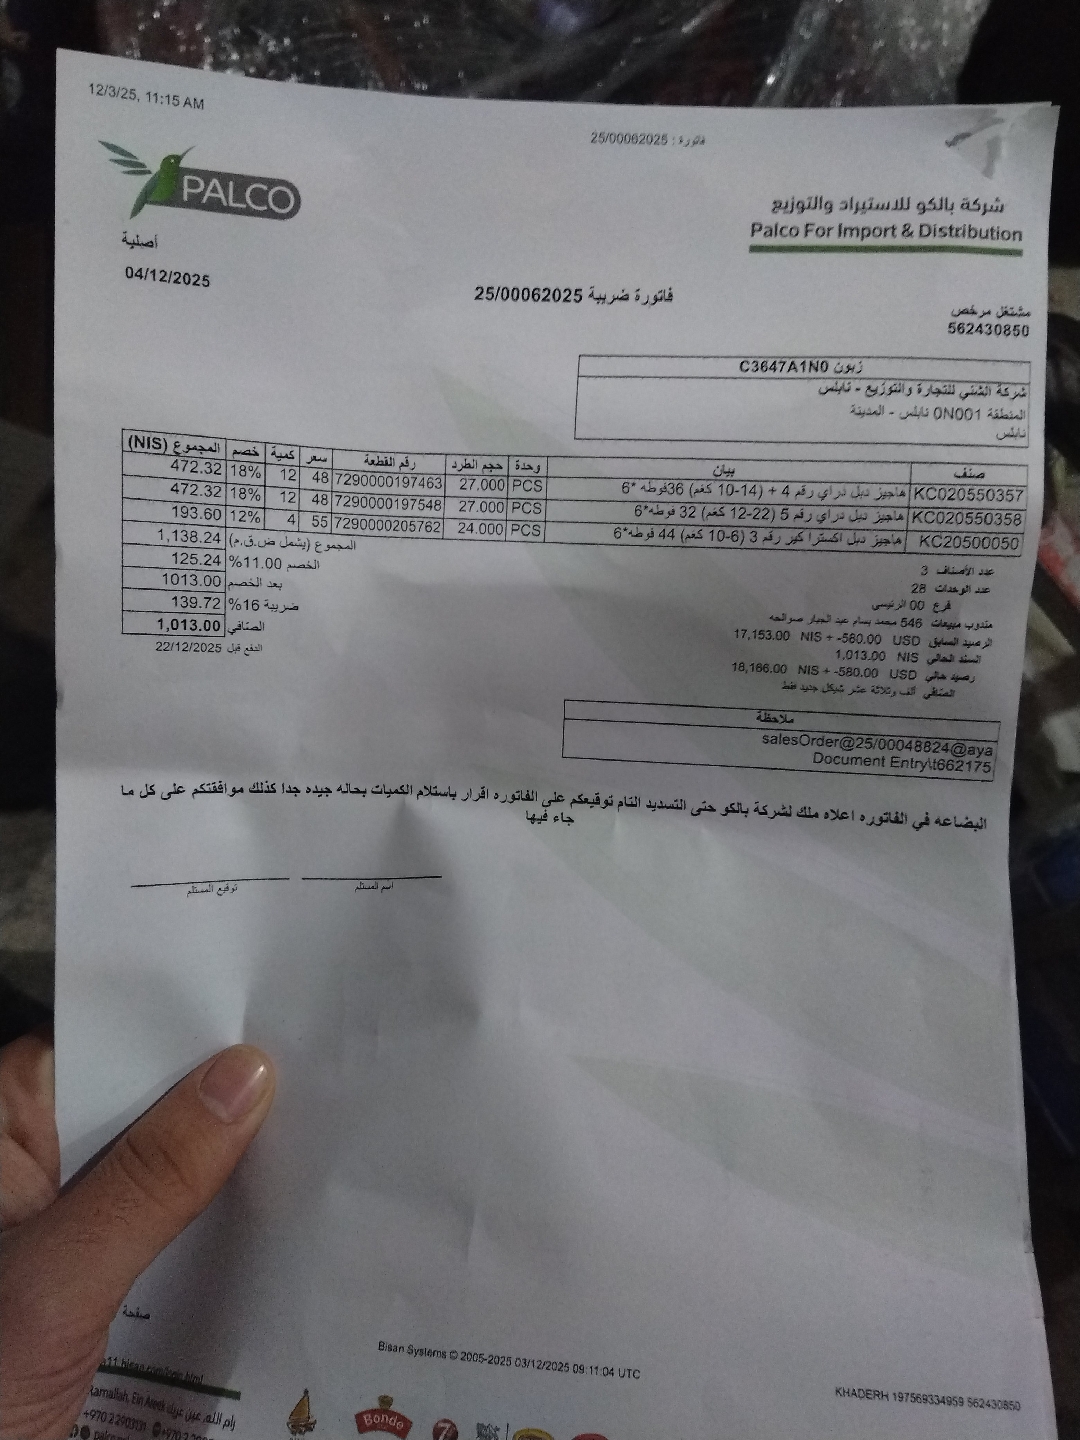 12/3/25, 11:15 AM
فاتورة : 25/00062025
PALCO
شركة بالكو للاستيراد والتوزيع
Palco For Import & Distribution
أصلية
04/12/2025
فاتورة ضريبة 25/00062025
مشتغل مرخص
562430850
زبون C3647A1N0
شركة الشني للتجارة والتوزيع - نابلس
المنطقة 0N001 نابلس - المدينة
نابلس
صنف بيان وحدة حجم الطرد رقم القطعة سعر كمية خصم المجموع (NIS)
KC020550357 هاجيز دبل دراي رقم 4 + (14-10 كغم) 36فوطه *6 PCS 27.000 7290000197463 48 12 18% 472.32
KC020550358 هاجيز دبل دراي رقم 5 (22-12 كغم) 32 فوطه*6 PCS 27.000 7290000197548 48 12 18% 472.32
KC20500050 هاجيز دبل اكسترا كير رقم 3 (6-10 كغم) 44 فوطه*6 PCS 24.000 7290000205762 55 4 12% 193.60
المجموع (يشمل ض.ق.م) 1,138.24
الخصم 11.00% 125.24
بعد الخصم 1013.00
ضريبة 16% 139.72
الصافي 1,013.00
الدفع قبل 22/12/2025
عدد الأصناف 3
عدد الوحدات 28
فرع 00 الرئيسي
مندوب مبيعات 546 محمد بسام عبد الجبار صوالحه
الرصيد السابق 17,153.00 NIS + -580.00 USD
السند الحالي 1,013.00 NIS
رصيد حالي 18,166.00 NIS + -580.00 USD
الصافي ألف وثلاثة عشر شيكل جديد فقط
ملاحظة
salesOrder@25/00048824@aya
Document Entry\t662175
البضاعه في الفاتوره اعلاه ملك لشركة بالكو حتى التسديد التام توقيعكم على الفاتوره اقرار باستلام الكميات بحاله جيده جدا كذلك موافقتكم على كل ما
جاء فيها
اسم المستلم
توقيع المستلم
صفحة
Bisan Systems © 2005-2025 03/12/2025 09:11:04 UTC
KHADERH 197569334959 562430850
Ramallah, Ein Areek رام الله, عين عريك
Bonde
7